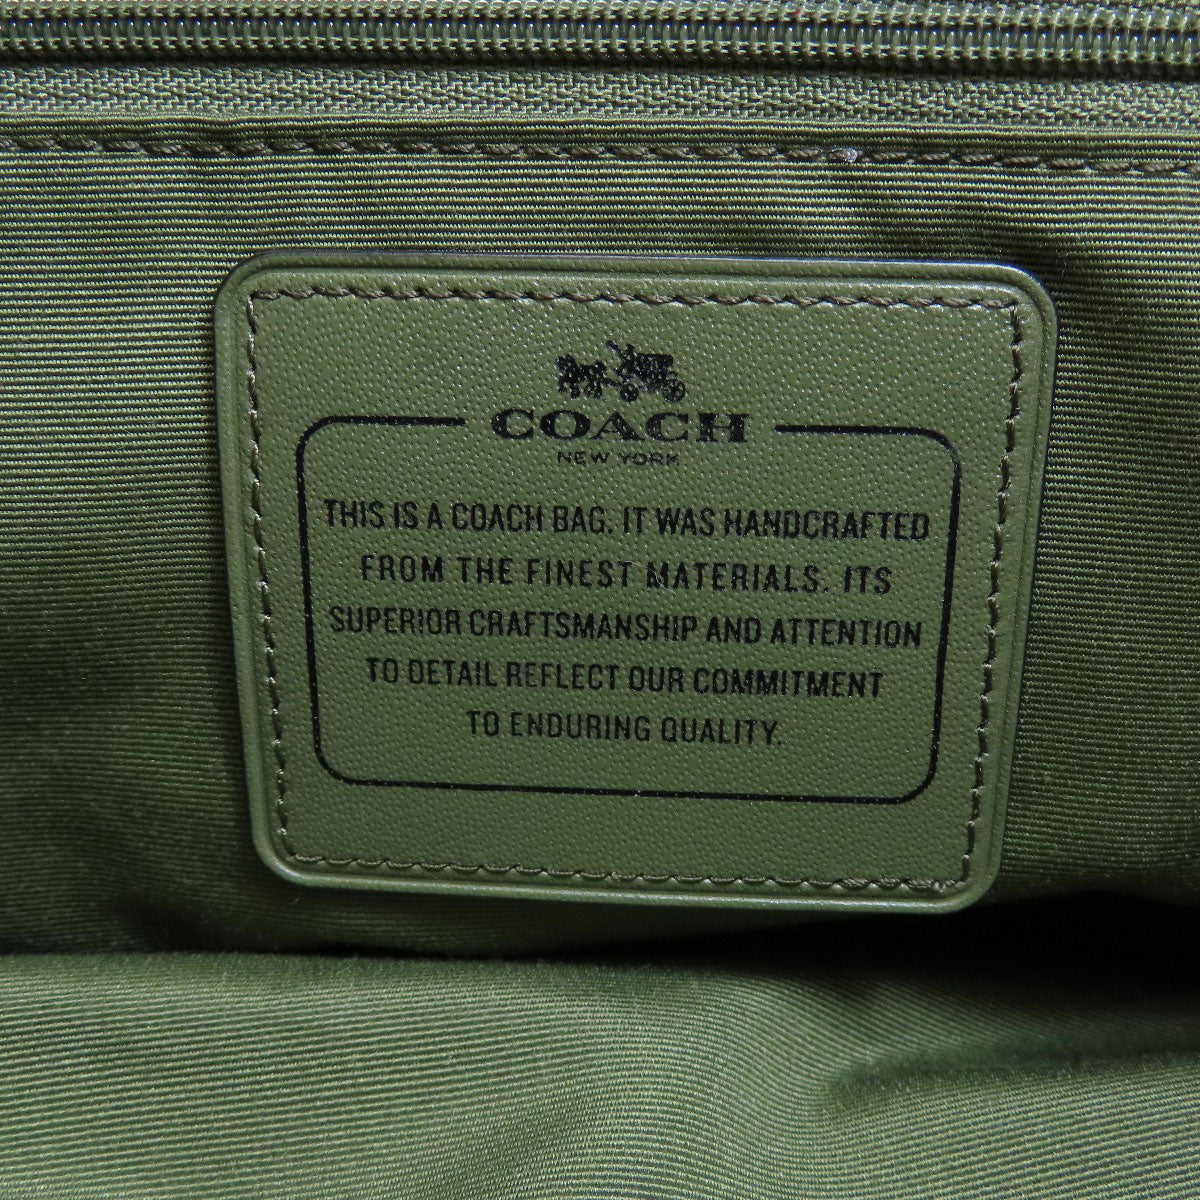 COACH
NEW YORK
THIS IS A COACH BAG. IT WAS HANDCRAFTED
FROM THE FINEST MATERIALS. ITS
SUPERIOR CRAFTSMANSHIP AND ATTENTION
TO DETAIL REFLECT OUR COMMITMENT
TO ENDURING QUALITY.